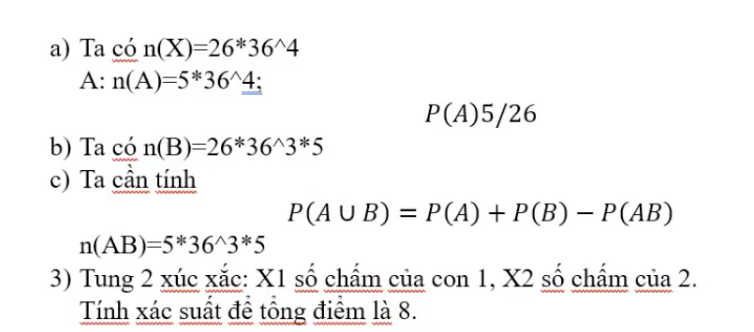 a) Ta có n(X)=26*36^4
A: n(A)=5*36^4;
P(A)5/26
b) Ta có n(B)=26*36^3*5
c) Ta cần tính
P(A ∪ B) = P(A) + P(B) − P(AB)
n(AB)=5*36^3*5
3) Tung 2 xúc xắc: X1 số chấm của con 1, X2 số chấm của 2.
Tính xác suất để tổng điểm là 8.